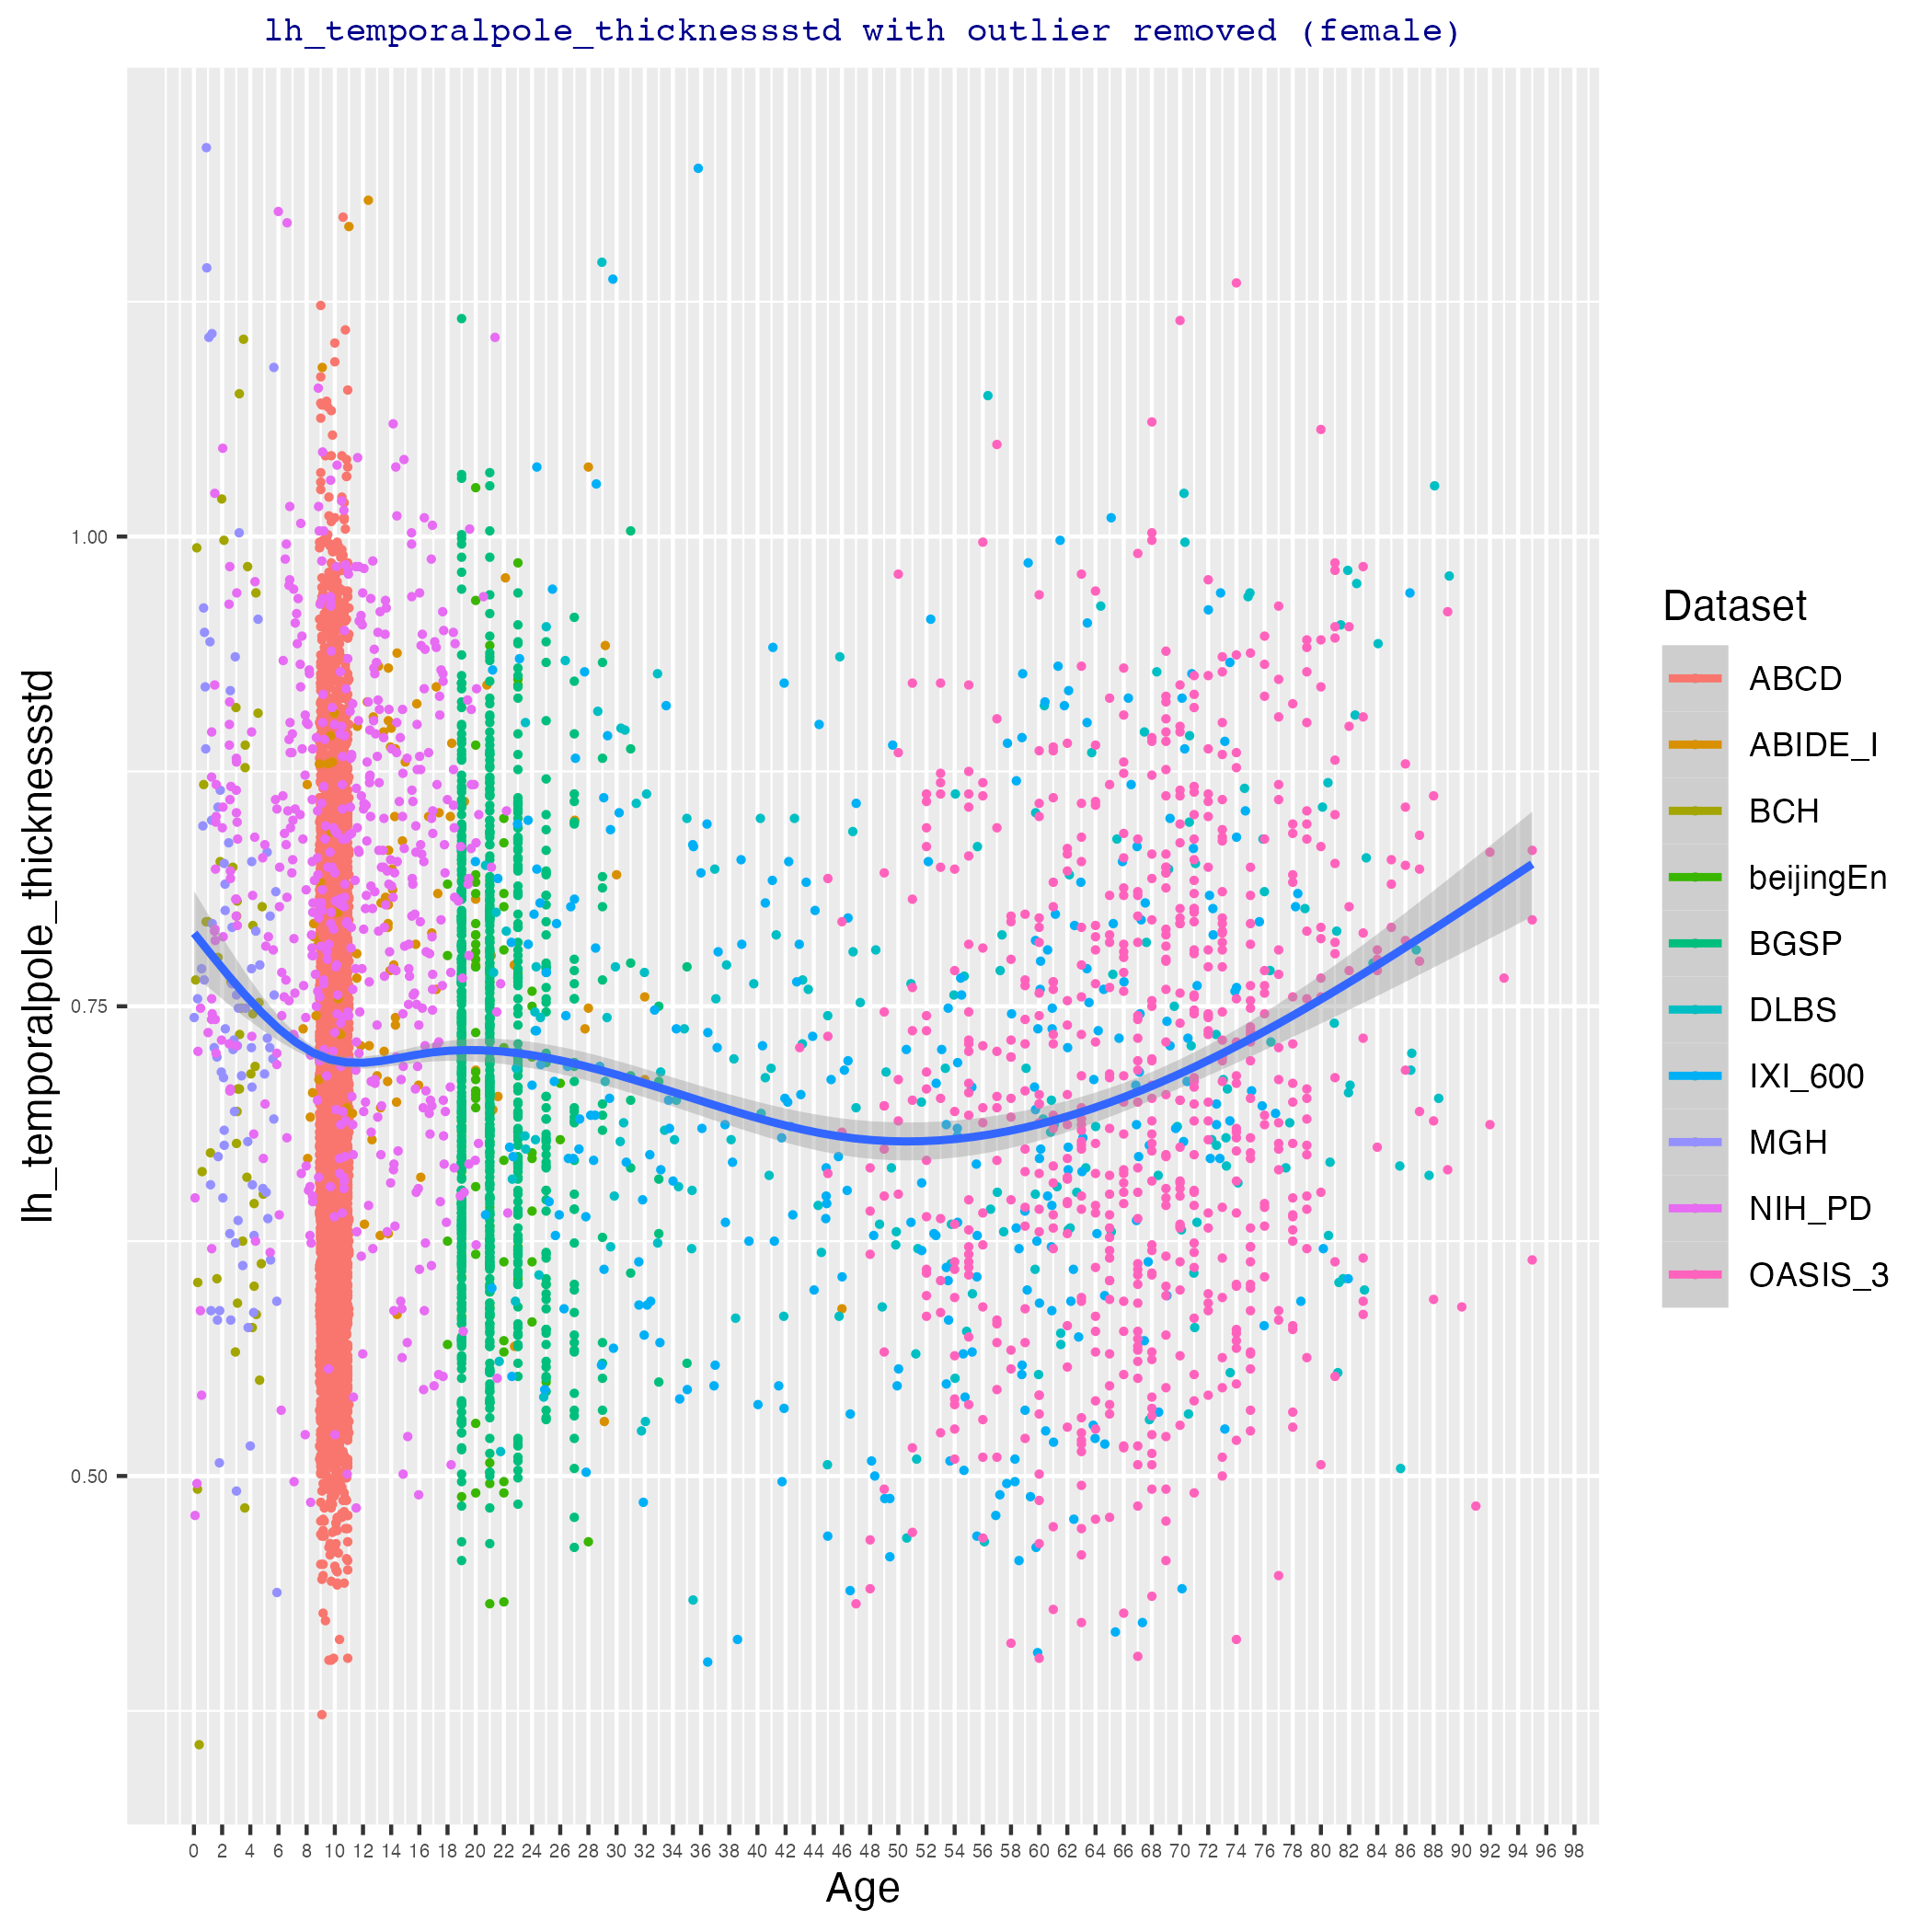 lh_temporalpole_thicknessstd with outlier removed (female)
lh_temporalpole_thicknessstd
1.00
0.75
0.50
0 2 4 6 8 10 12 14 16 18 20 22 24 26 28 30 32 34 36 38 40 42 44 46 48 50 52 54 56 58 60 62 64 66 68 70 72 74 76 78 80 82 84 86 88 90 92 94 96 98
Age
Dataset
ABCD
ABIDE_I
BCH
beijingEn
BGSP
DLBS
IXI_600
MGH
NIH_PD
OASIS_3